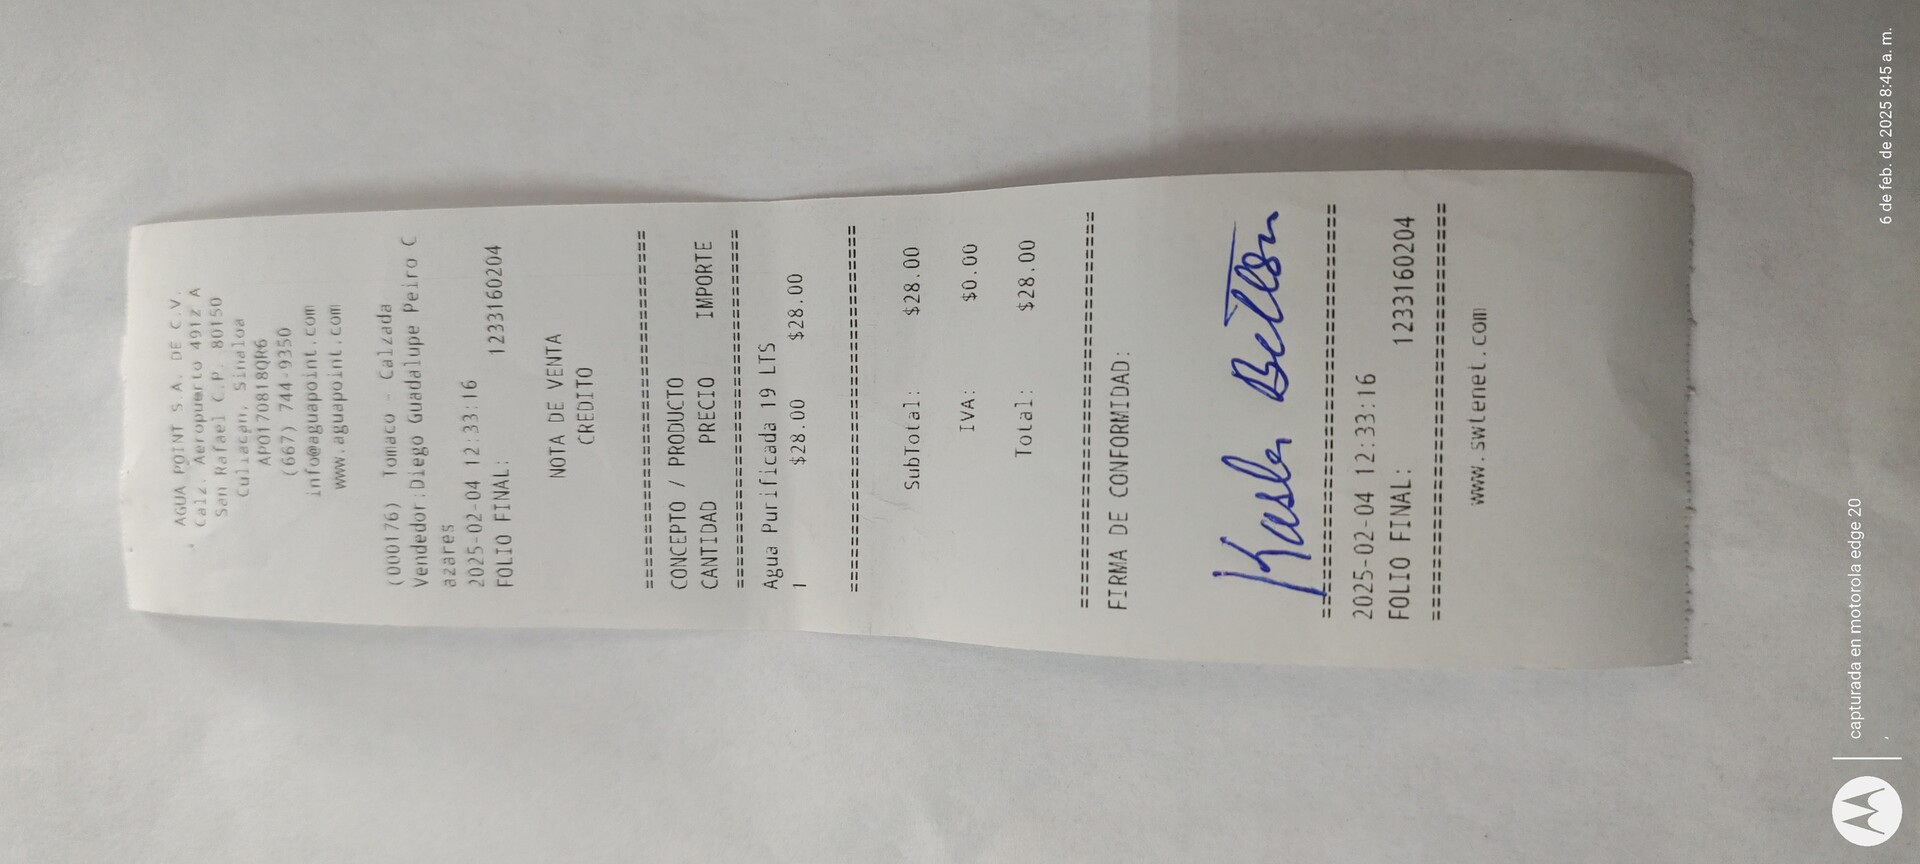 AGUA POINT S.A. DE C.V.
Calz. Aeropuerto 4912 A
San Rafael C.P. 80150
Culiacan, Sinaloa
APO170818QR6
(667) 744-9350
info@aguapoint.com
www.aguapoint.com
(000176) Tomaco - Calzada
Vendedor:Diego Guadalupe Peiro C
azares
2025-02-04 12:33:16
FOLIO FINAL: 1233160204
NOTA DE VENTA
CREDITO
================================
CONCEPTO / PRODUCTO
CANTIDAD PRECIO IMPORTE
================================
Agua Purificada 19 LTS
1 $28.00 $28.00
================================
SubTotal: $28.00
IVA: $0.00
Total: $28.00
================================
FIRMA DE CONFORMIDAD:
Karla
================================
2025-02-04 12:33:16
FOLIO FINAL: 1233160204
================================
www.swtenet.com
capturada en motorola edge 20
6 de feb. de 2025 8:45 a. m.